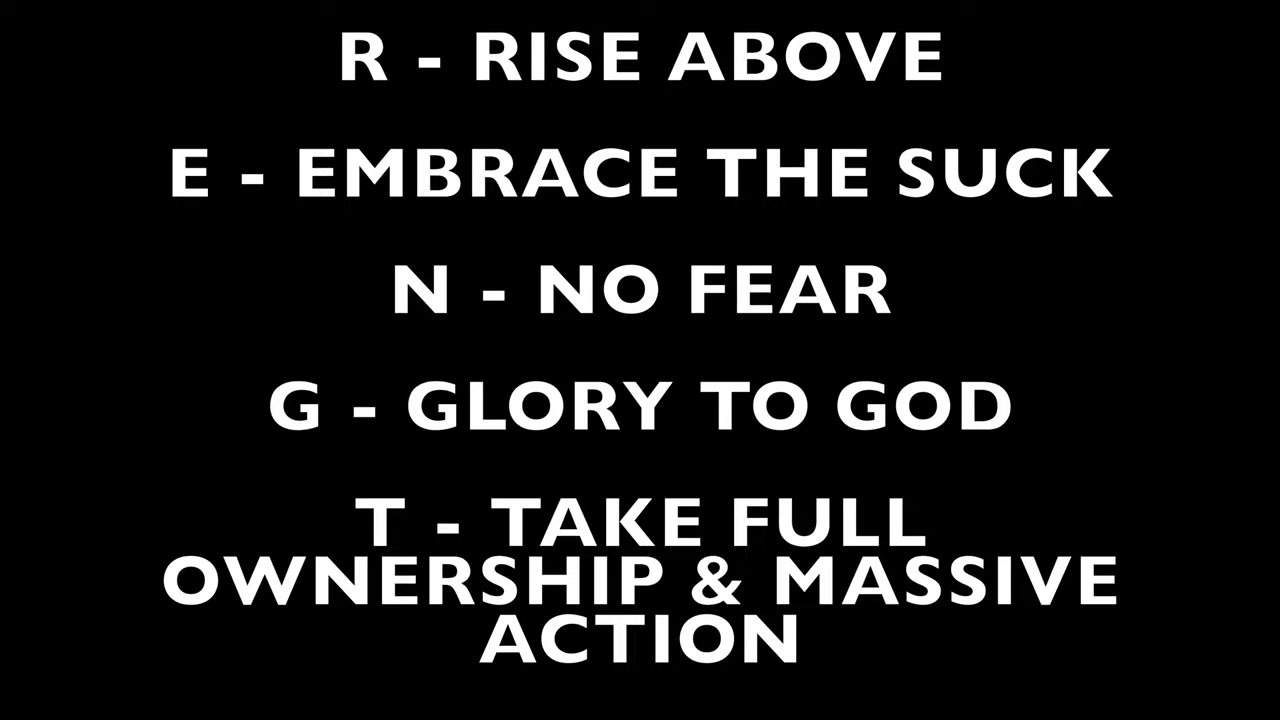 R - RISE ABOVE
E - EMBRACE THE SUCK
N - NO FEAR
G - GLORY TO GOD
T - TAKE FULL
OWNERSHIP & MASSIVE
ACTION